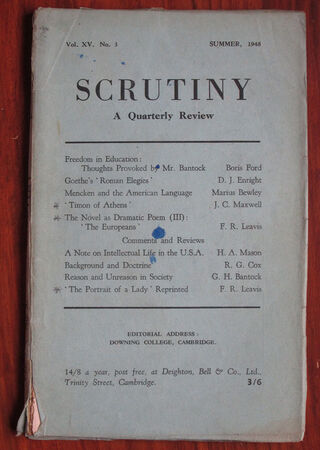 Vol. XV. No. 3 SUMMER, 1948
SCRUTINY
A Quarterly Review
Freedom in Education:
Thoughts Provoked by Mr. Bantock Boris Ford
Goethe's 'Roman Elegies' D. J. Enright
Mencken and the American Language Marius Bewley
'Timon of Athens' J. C. Maxwell
The Novel as Dramatic Poem (III):
'The Europeans' F. R. Leavis
Comments and Reviews
A Note on Intellectual Life in the U.S.A. H. A. Mason
Background and Doctrine R. G. Cox
Reason and Unreason in Society G. H. Bantock
'The Portrait of a Lady' Reprinted F. R. Leavis
EDITORIAL ADDRESS:
DOWNING COLLEGE, CAMBRIDGE.
14/8 a year, post free, at Deighton, Bell & Co., Ltd.,
Trinity Street, Cambridge. 3/6